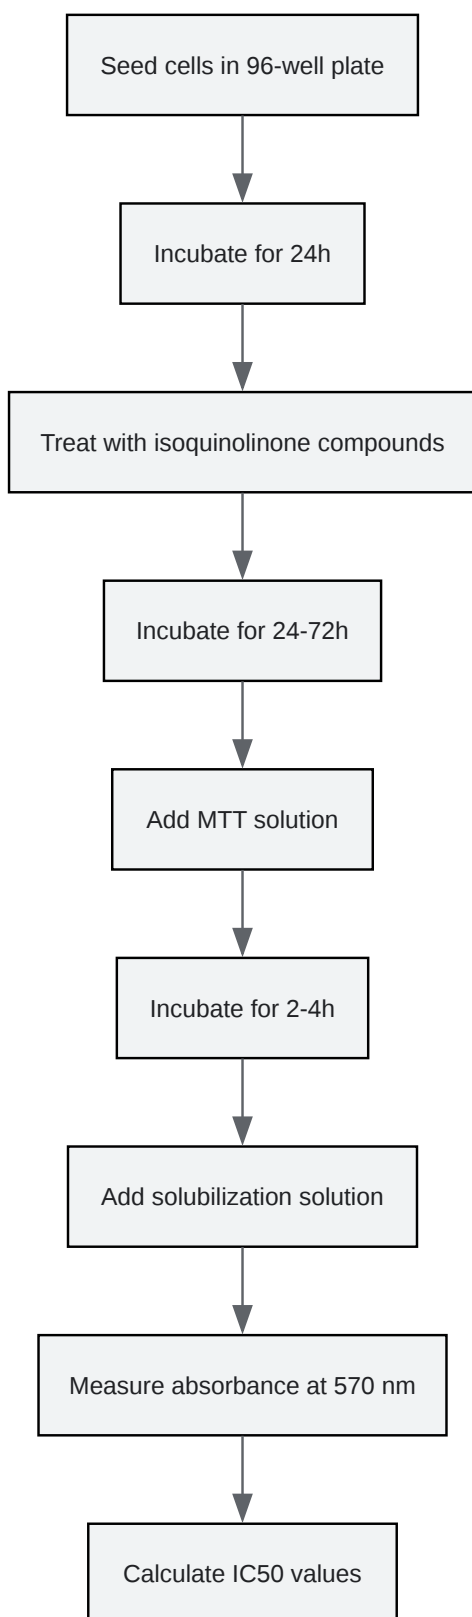 Seed cells in 96-well plate
Incubate for 24h
Treat with isoquinolinone compounds
Incubate for 24-72h
Add MTT solution
Incubate for 2-4h
Add solubilization solution
Measure absorbance at 570 nm
Calculate IC50 values